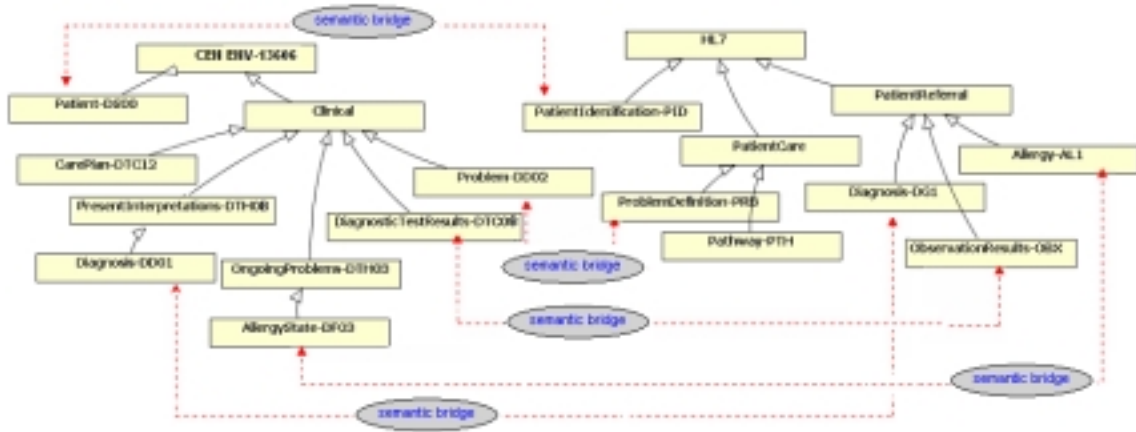 semantic bridge
CEN ENV-13606
HL7
Patient-DS00
Clinical
PatientIdentification-PID
PatientReferral
CarePlan-DTC12
Problem-DD02
PatientCare
Allergy-AL1
PresentInterpretations-DTH08
DiagnosticTestResults-DTC08
ProblemDefinition-PRB
Diagnosis-DG1
Pathway-PTH
ObservationResults-OBX
Diagnosis-DD01
OngoingProblems-DTH03
semantic bridge
AllergyState-DF03
semantic bridge
semantic bridge
semantic bridge